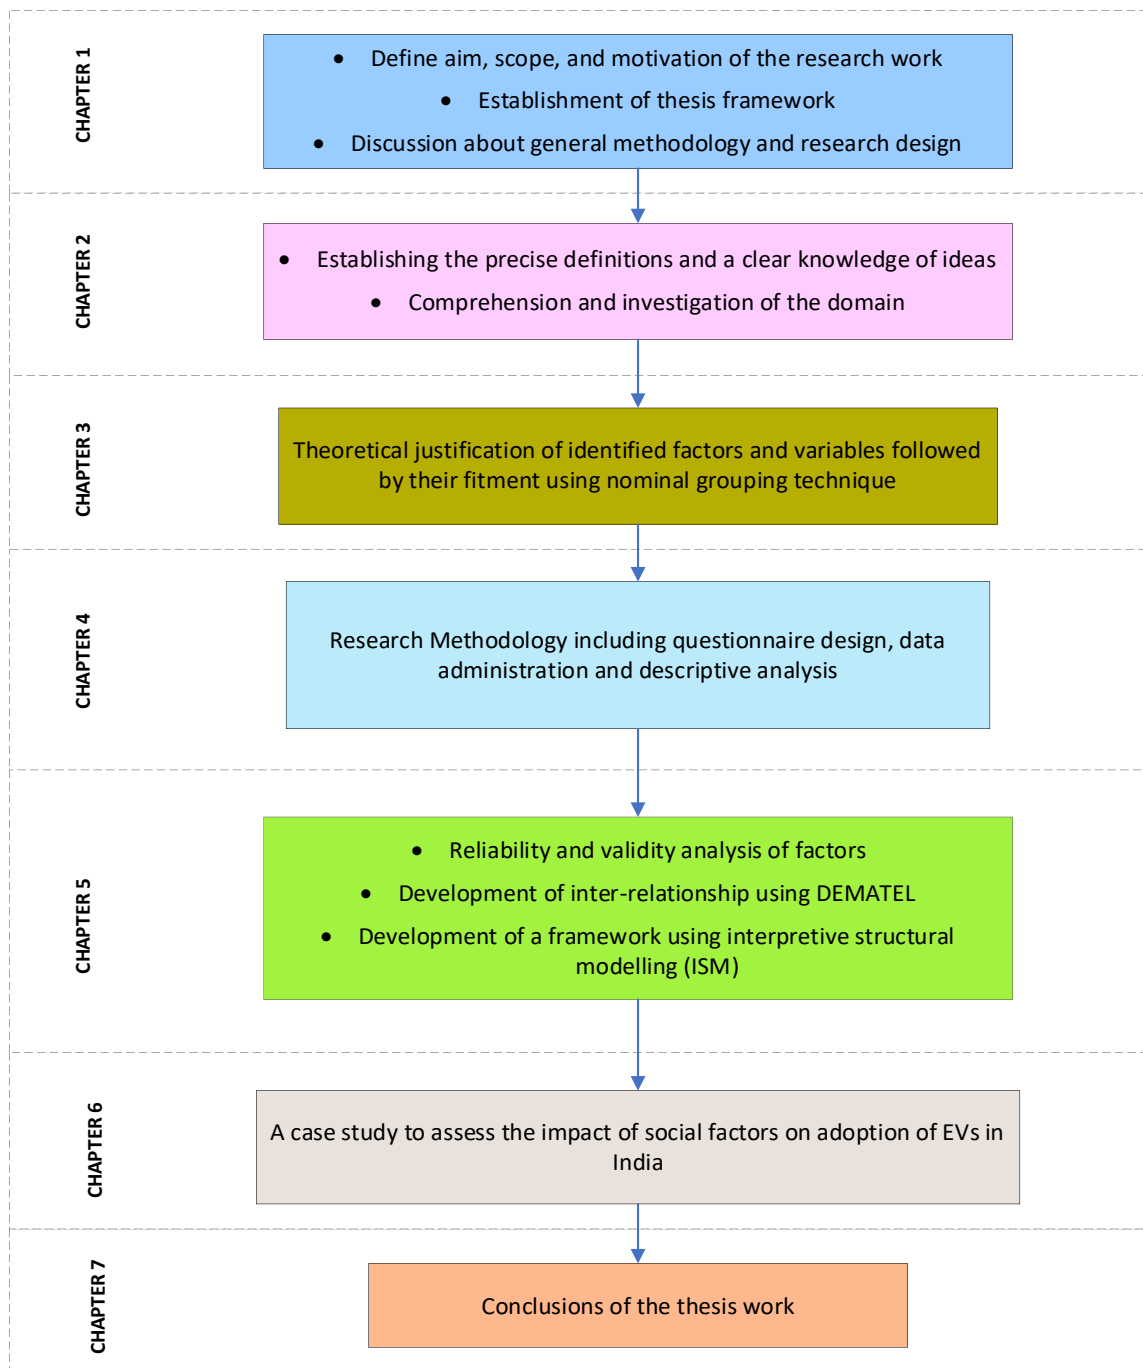 CHAPTER 1
• Define aim, scope, and motivation of the research work
• Establishment of thesis framework
• Discussion about general methodology and research design
CHAPTER 2
• Establishing the precise definitions and a clear knowledge of ideas
• Comprehension and investigation of the domain
CHAPTER 3
Theoretical justification of identified factors and variables followed
by their fitment using nominal grouping technique
CHAPTER 4
Research Methodology including questionnaire design, data
administration and descriptive analysis
CHAPTER 5
• Reliability and validity analysis of factors
• Development of inter-relationship using DEMATEL
• Development of a framework using interpretive structural
modelling (ISM)
CHAPTER 6
A case study to assess the impact of social factors on adoption of EVs in
India
CHAPTER 7
Conclusions of the thesis work